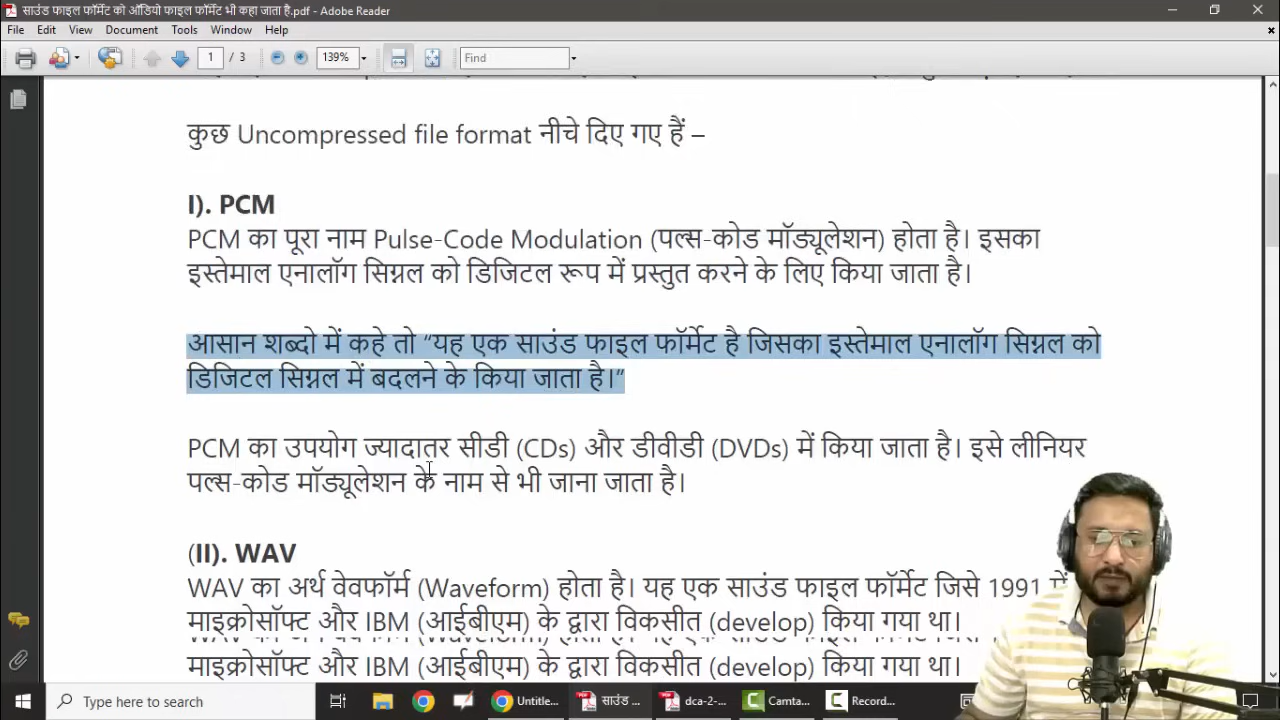 साउंड फाइल फॉर्मेट को ऑडियो फाइल फॉर्मेट भी कहा जाता है.pdf - Adobe Reader
File Edit View Document Tools Window Help
1 / 3 139% Find
कुछ Uncompressed file format नीचे दिए गए हैं –
I). PCM
PCM का पूरा नाम Pulse-Code Modulation (पल्स-कोड मॉड्यूलेशन) होता है। इसका
इस्तेमाल एनालॉग सिग्नल को डिजिटल रूप में प्रस्तुत करने के लिए किया जाता है।
आसान शब्दो में कहे तो “यह एक साउंड फाइल फॉर्मेट है जिसका इस्तेमाल एनालॉग सिग्नल को
डिजिटल सिग्नल में बदलने के किया जाता है।“
PCM का उपयोग ज्यादातर सीडी (CDs) और डीवीडी (DVDs) में किया जाता है। इसे लीनियर
पल्स-कोड मॉड्यूलेशन के नाम से भी जाना जाता है।
(II). WAV
WAV का अर्थ वेवफॉर्म (Waveform) होता है। यह एक साउंड फाइल फॉर्मेट जिसे 1991 में
माइक्रोसॉफ्ट और IBM (आईबीएम) के द्वारा विकसीत (develop) किया गया था।
माइक्रोसॉफ्ट और IBM (आईबीएम) के द्वारा विकसीत (develop) किया गया था।
Type here to search Untitle... साउंड ... dca-2-... Camta... Record...